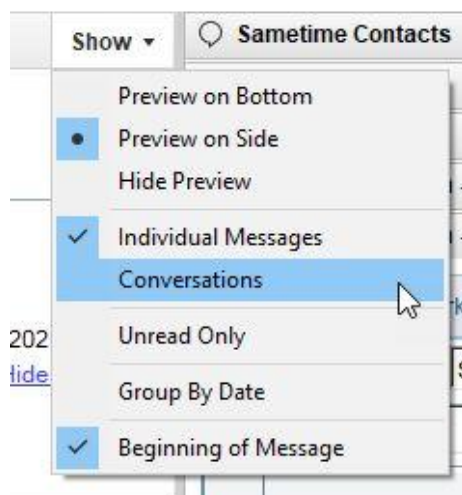 Show
Sametime Contacts
Preview on Bottom
Preview on Side
Hide Preview
Individual Messages
Conversations
Unread Only
202
Hide
Group By Date
Beginning of Message